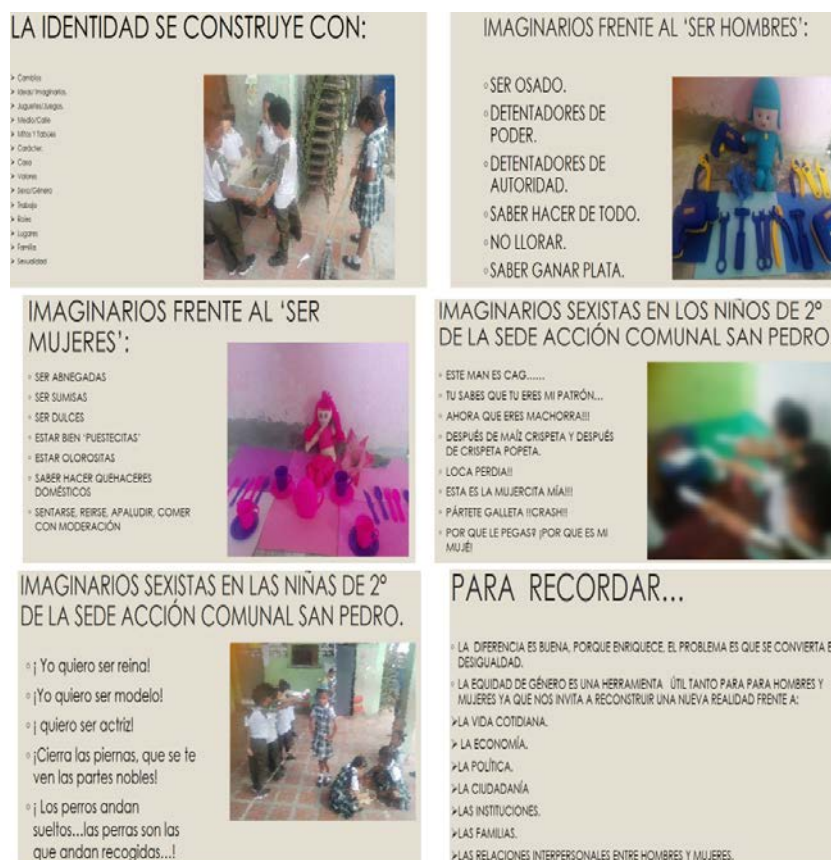 LA IDENTIDAD SE CONSTRUYE CON:
➢ Cambios
➢ Ideas/Imaginarios.
➢ Juguetes/Juegos.
➢ Medio/Calle
➢ Mitos Y Tabúes
➢ Carácter.
➢ Casa
➢ Valores
➢ Sexo/Género
➢ Trabajo
➢ Roles
➢ Lugares
➢ Familia
➢ Sexualidad
IMAGINARIOS FRENTE AL 'SER HOMBRES':
◦ SER OSADO.
◦ DETENTADORES DE
PODER.
◦ DETENTADORES DE
AUTORIDAD.
◦ SABER HACER DE TODO.
◦ NO LLORAR.
◦ SABER GANAR PLATA.
IMAGINARIOS FRENTE AL 'SER
MUJERES':
◦ SER ABNEGADAS
◦ SER SUMISAS
◦ SER DULCES
◦ ESTAR BIEN 'PUESTECITAS'
◦ ESTAR OLOROSITAS
◦ SABER HACER QUEHACERES
DOMÉSTICOS
◦ SENTARSE, REIRSE, APALUDIR, COMER
CON MODERACIÓN
IMAGINARIOS SEXISTAS EN LOS NIÑOS DE 2º
DE LA SEDE ACCIÓN COMUNAL SAN PEDRO
◦ ESTE MAN ES CAG......
◦ TU SABES QUE TU ERES MI PATRÓN...
◦ AHORA QUE ERES MACHORRA!!!
◦ DESPUÉS DE MAÍZ CRISPETA Y DESPUÉS
DE CRISPETA POPETA.
◦ LOCA PERDIA!!
◦ ESTA ES LA MUJERCITA MÍA!!!
◦ PÁRTETE GALLETA !!CRASH!!
◦ POR QUE LE PEGAS? ¡POR QUE ES MI
MUJÉ!
IMAGINARIOS SEXISTAS EN LAS NIÑAS DE 2º
DE LA SEDE ACCIÓN COMUNAL SAN PEDRO.
◦ ¡ Yo quiero ser reina!
◦ ¡Yo quiero ser modelo!
◦ ¡ quiero ser actriz!
◦ ¡Cierra las piernas, que se te
ven las partes nobles!
◦ ¡ Los perros andan
sueltos...las perras son las
que andan recogidas...!
PARA RECORDAR...
◦ LA DIFERENCIA ES BUENA, PORQUE ENRIQUECE, EL PROBLEMA ES QUE SE CONVIERTA E
DESIGUALDAD.
◦ LA EQUIDAD DE GÉNERO ES UNA HERRAMIENTA ÚTIL TANTO PARA PARA HOMBRES Y
MUJERES YA QUE NOS INVITA A RECONSTRUIR UNA NUEVA REALIDAD FRENTE A:
➢LA VIDA COTIDIANA.
➢ LA ECONOMÍA.
➢LA POLÍTICA.
➢LA CIUDADANÍA
➢LAS INSTITUCIONES.
➢LAS FAMILIAS.
➢LAS RELACIONES INTERPERSONALES ENTRE HOMBRES Y MUJERES.